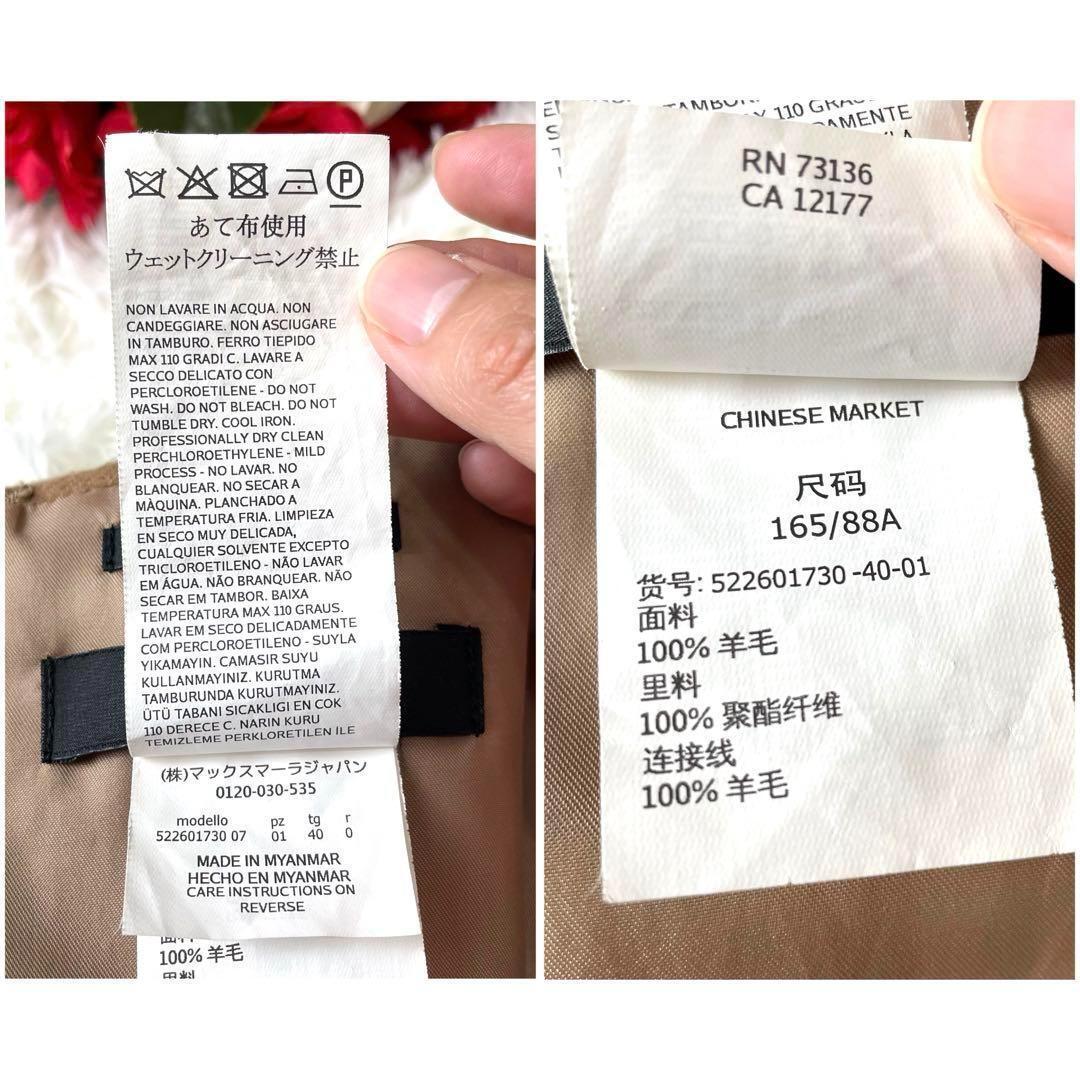 あて布使用
ウェットクリーニング禁止
NON LAVARE IN ACQUA. NON
CANDEGGIARE. NON ASCIUGARE
IN TAMBURO. FERRO TIEPIDO
MAX 110 GRADI C. LAVARE A
SECCO DELICATO CON
PERCLOROETILENE - DO NOT
WASH. DO NOT BLEACH. DO NOT
TUMBLE DRY. COOL IRON.
PROFESSIONALLY DRY CLEAN
PERCHLOROETHYLENE - MILD
PROCESS - NO LAVAR. NO
BLANQUEAR. NO SECAR A
MÀQUINA. PLANCHADO A
TEMPERATURA FRIA. LIMPIEZA
EN SECO MUY DELICADA,
CUALQUIER SOLVENTE EXCEPTO
TRICLOROETILENO - NÃO LAVAR
EM ÁGUA. NÃO BRANQUEAR. NÃO
SECAR EM TAMBOR. BAIXA
TEMPERATURA MAX 110 GRAUS.
LAVAR EM SECO DELICADAMENTE
COM PERCLOROETILENO - SUYLA
YIKAMAYIN. CAMASIR SUYU
KULLANMAYINIZ. KURUTMA
TAMBURUNDA KURUTMAYINIZ.
ÜTÜ TABANI SICAKLIGI EN COK
110 DERECE C. NARIN KURU
TEMIZLEME PERKLORETILEN İLE
(株)マックスマーラジャパン
0120-030-535
modello pz tg r
522601730 07 01 40 0
MADE IN MYANMAR
HECHO EN MYANMAR
CARE INSTRUCTIONS ON
REVERSE
面料
100% 羊毛
里料
TAMBOR.
110 GRAUS.
RN 73136
CA 12177
CHINESE MARKET
尺码
165/88A
货号: 522601730 -40-01
面料
100% 羊毛
里料
100% 聚酯纤维
连接线
100% 羊毛